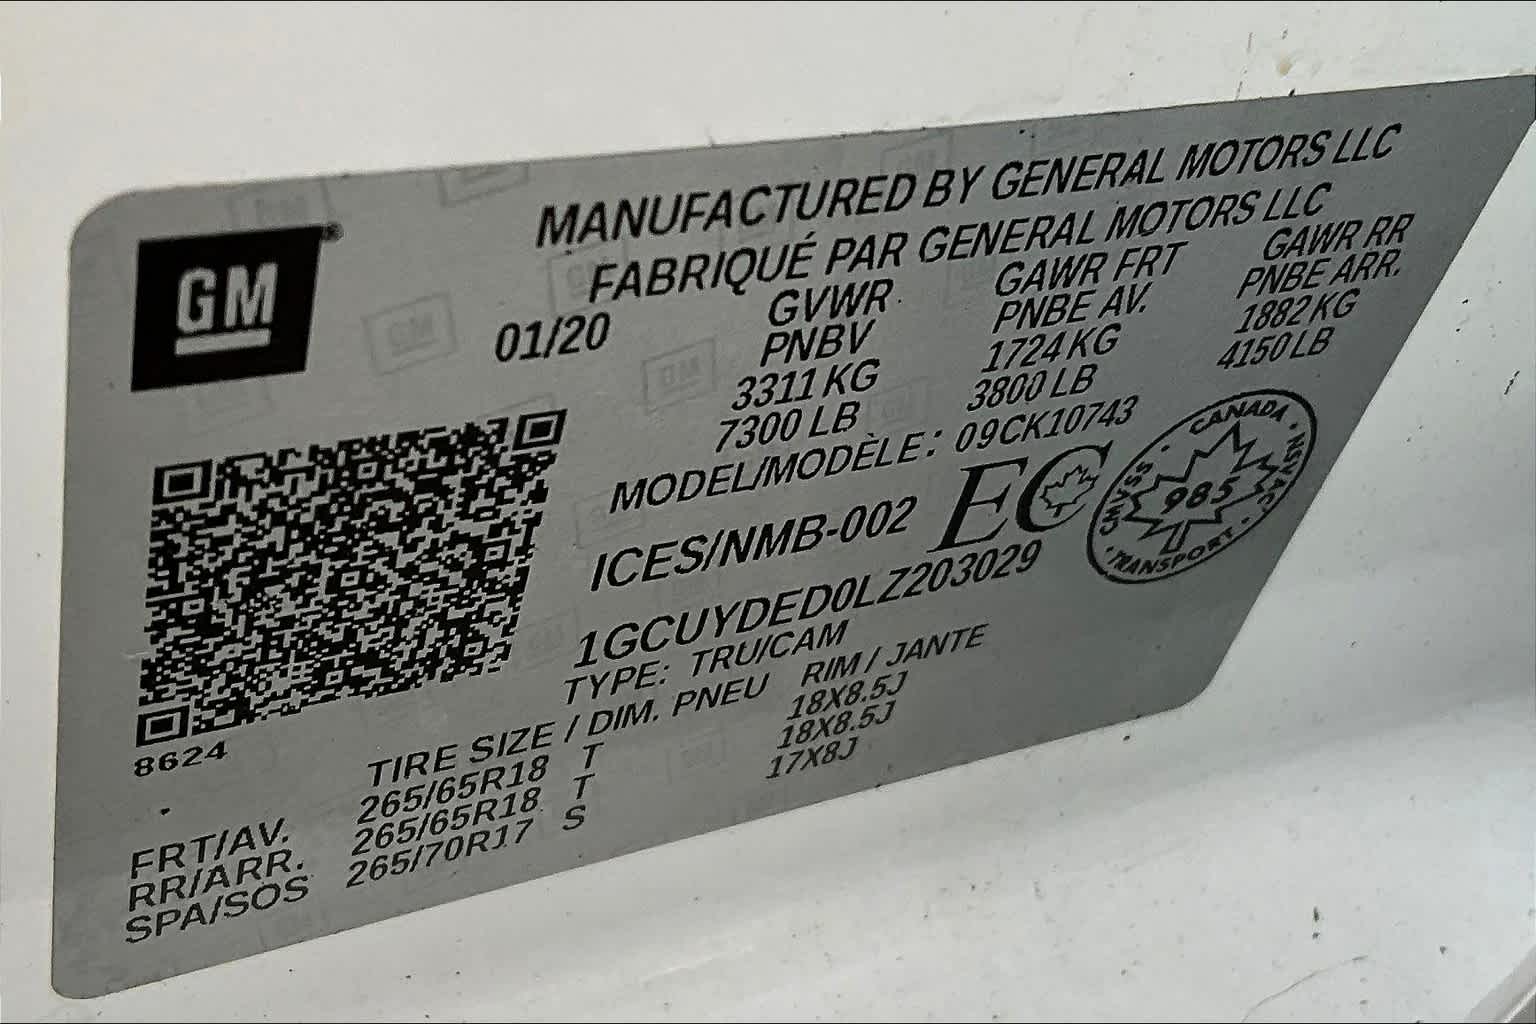 MANUFACTURED BY GENERAL MOTORS LLC
FABRIQUÉ PAR GENERAL MOTORS LLC
GM
01/20 GVWR GAWR FRT GAWR RR
PNBV PNBE AV. PNBE ARR.
3311 KG 1724 KG 1882 KG
7300 LB 3800 LB 4150 LB
MODEL/MODÈLE: 09CK10743
ICES/NMB-002 EC
CANADA · NSVAC · TRANSPORT · CMVSS ·
985
1GCUYDED0LZ203029
TYPE: TRU/CAM
8624
TIRE SIZE / DIM. PNEU RIM / JANTE
FRT/AV. 265/65R18 T 18X8.5J
RR/ARR. 265/65R18 T 18X8.5J
SPA/SOS 265/70R17 S 17X8J